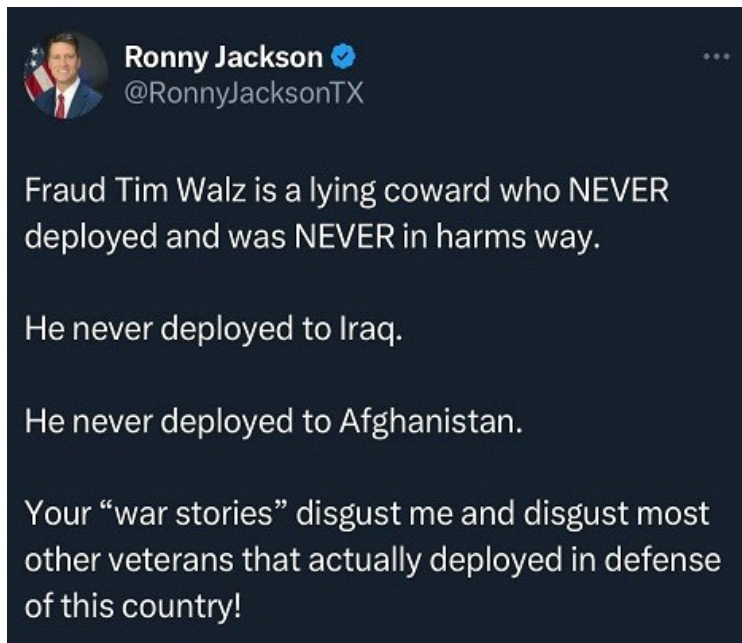 Ronny Jackson
@RonnyJacksonTX
Fraud Tim Walz is a lying coward who NEVER
deployed and was NEVER in harms way.
He never deployed to Iraq.
He never deployed to Afghanistan.
Your “war stories” disgust me and disgust most
other veterans that actually deployed in defense
of this country!